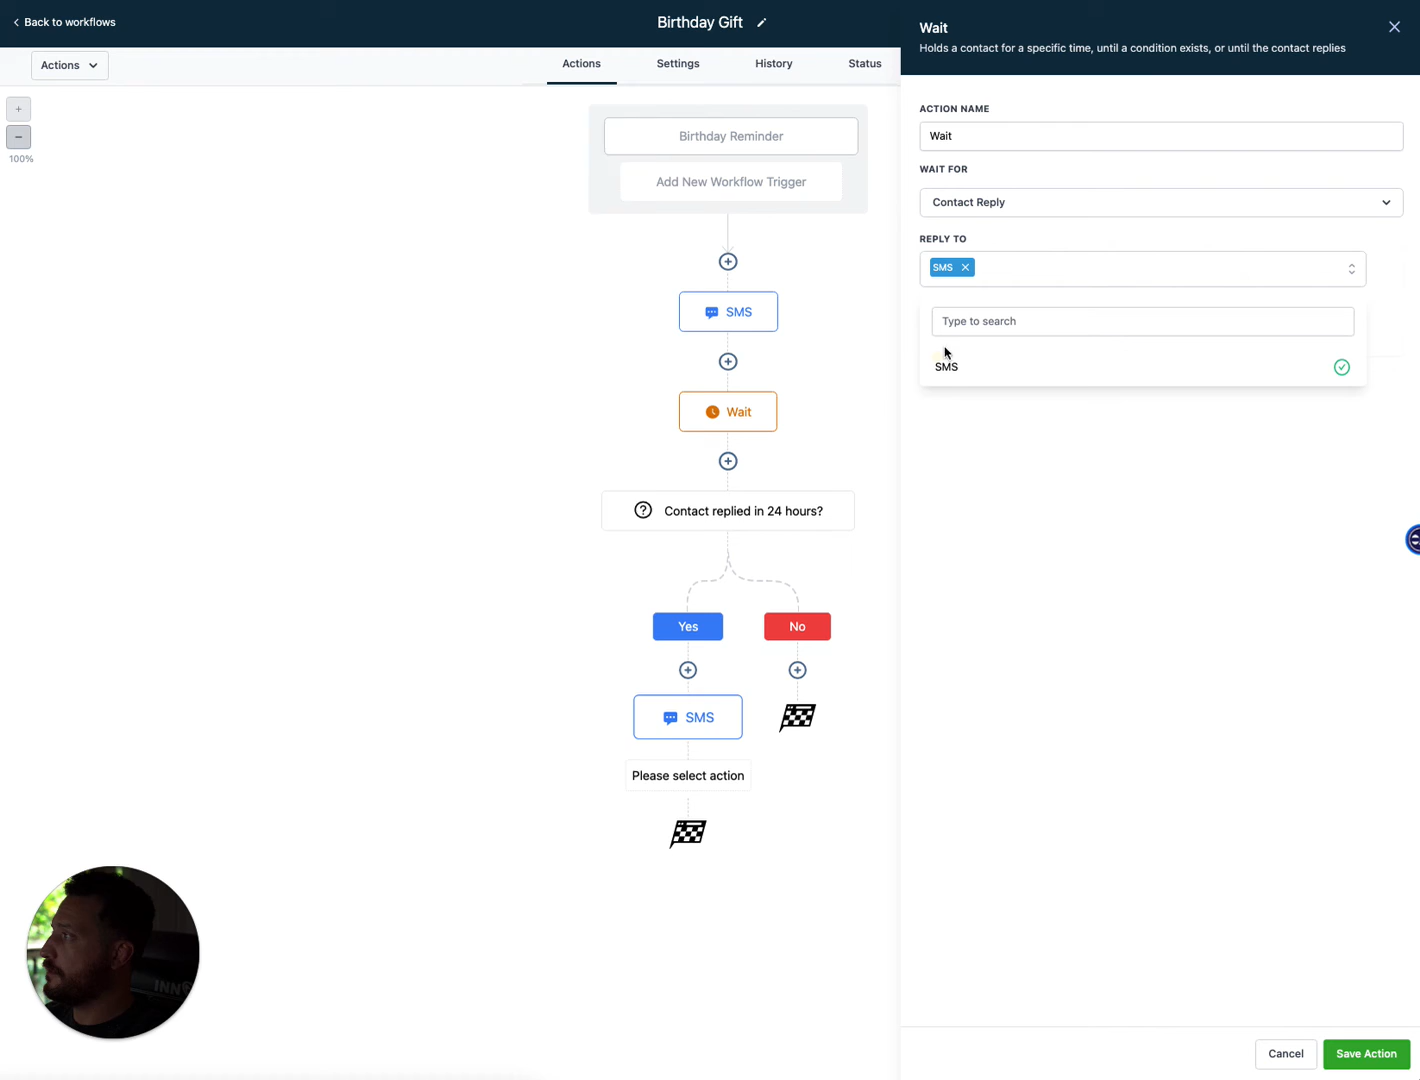 Back to workflows
Birthday Gift
Actions
Actions
Settings
History
Status
+
−
100%
Birthday Reminder
Add New Workflow Trigger
SMS
Wait
Contact replied in 24 hours?
Yes
No
SMS
Please select action
Wait
Holds a contact for a specific time, until a condition exists, or until the contact replies
ACTION NAME
Wait
WAIT FOR
Contact Reply
REPLY TO
SMS
Type to search
SMS
Cancel
Save Action